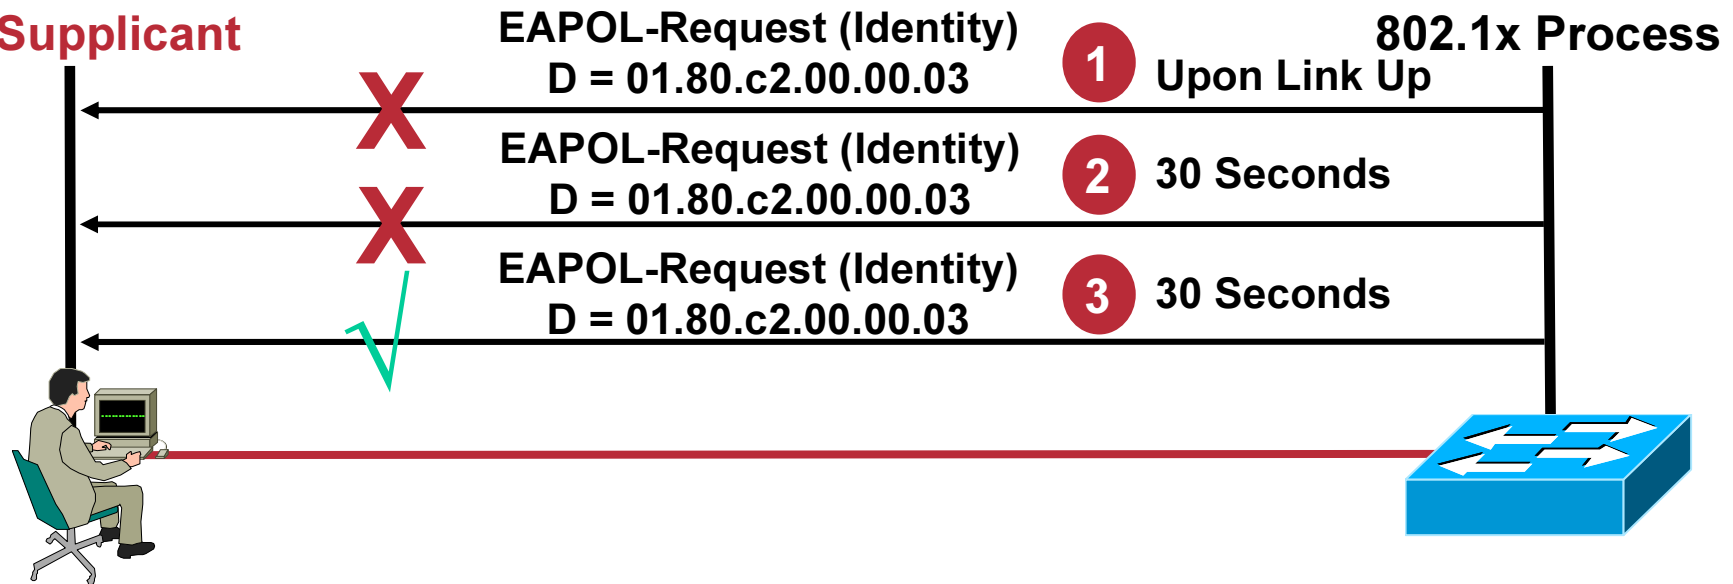 Supplicant
EAPOL-Request (Identity)
D = 01.80.c2.00.00.03
1
Upon Link Up
802.1x Process
X
EAPOL-Request (Identity)
D = 01.80.c2.00.00.03
2
30 Seconds
X
EAPOL-Request (Identity)
D = 01.80.c2.00.00.03
3
30 Seconds
√